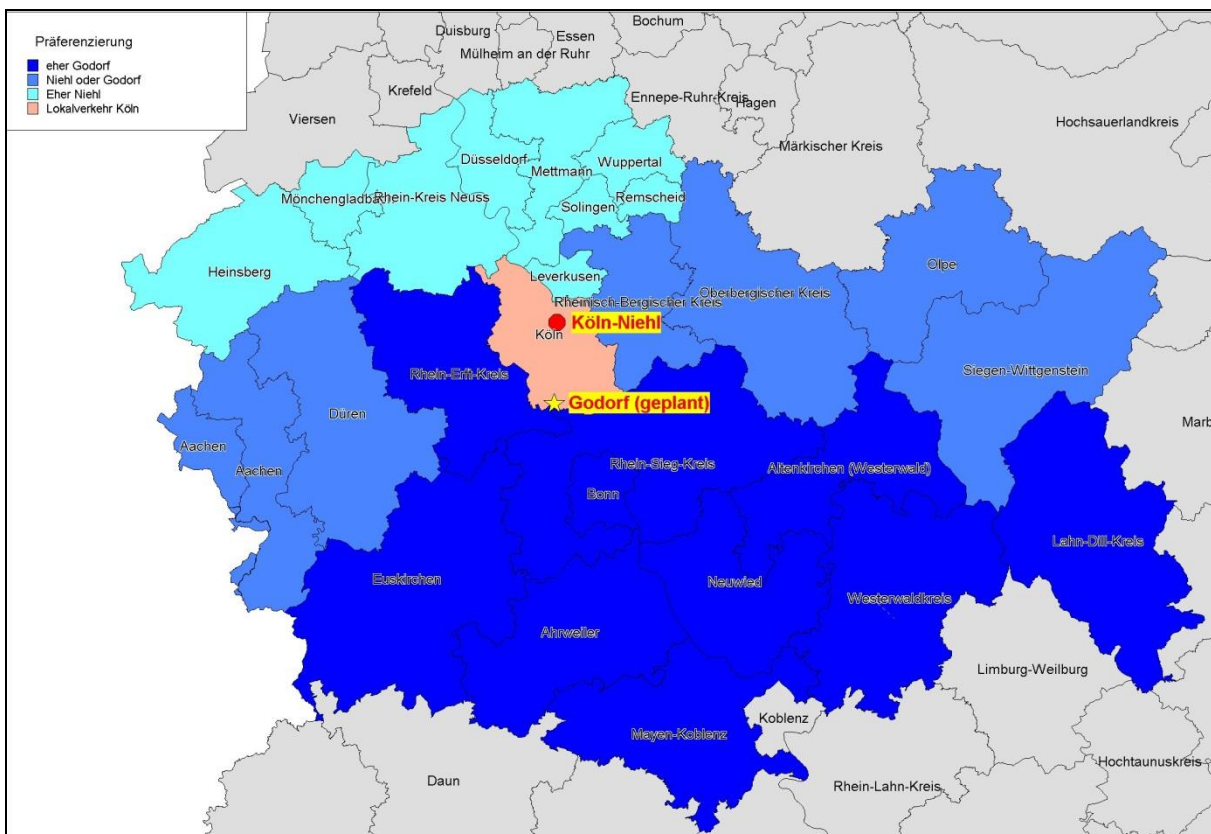 Präferenzierung
eher Godorf
Niehl oder Godorf
Eher Niehl
Lokalverkehr Köln
Bochum
Duisburg
Essen
Mülheim an der Ruhr
Krefeld
Ennepe-Ruhr-Kreis
Hagen
Viersen
Hochsauerlandkreis
Märkischer Kreis
Düsseldorf
Wuppertal
Mettmann
Mönchengladba
Rhein-Kreis Neuss
Remscheid
Solingen
Heinsberg
Leverkusen
Olpe
Oberbergischer Kreis
Rheinisch-Bergischer Kreis
Köln-Niehl
Köln
Rhein-Erft-Kreis
Siegen-Wittgenstein
Godorf (geplant)
Düren
Marb
Aachen
Rhein-Sieg-Kreis
Altenkirchen (Westerwald)
Aachen
Bonn
Lahn-Dill-Kreis
Euskirchen
Neuwied
Westerwaldkreis
Ahrweiler
Limburg-Weilburg
Koblenz
Mayen-Koblenz
Hochtaunuskreis
Daun
Rhein-Lahn-Kreis